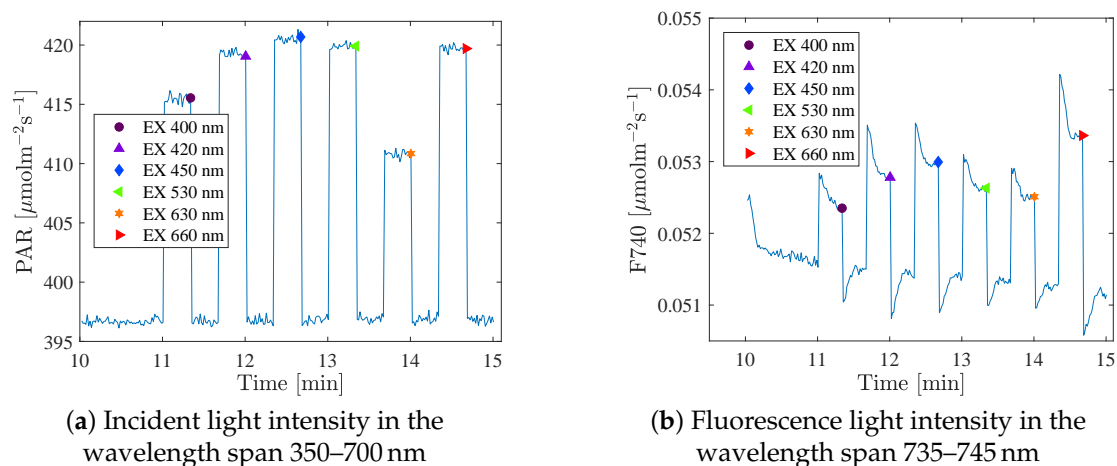 PAR [μmolm⁻²s⁻¹]
420
415
410
405
400
395
EX 400 nm
EX 420 nm
EX 450 nm
EX 530 nm
EX 630 nm
EX 660 nm
10 11 12 13 14 15
Time [min]
(a) Incident light intensity in the
wavelength span 350–700 nm
F740 [μmolm⁻²s⁻¹]
0.055
0.054
0.053
0.052
0.051
EX 400 nm
EX 420 nm
EX 450 nm
EX 530 nm
EX 630 nm
EX 660 nm
10 11 12 13 14 15
Time [min]
(b) Fluorescence light intensity in the
wavelength span 735–745 nm